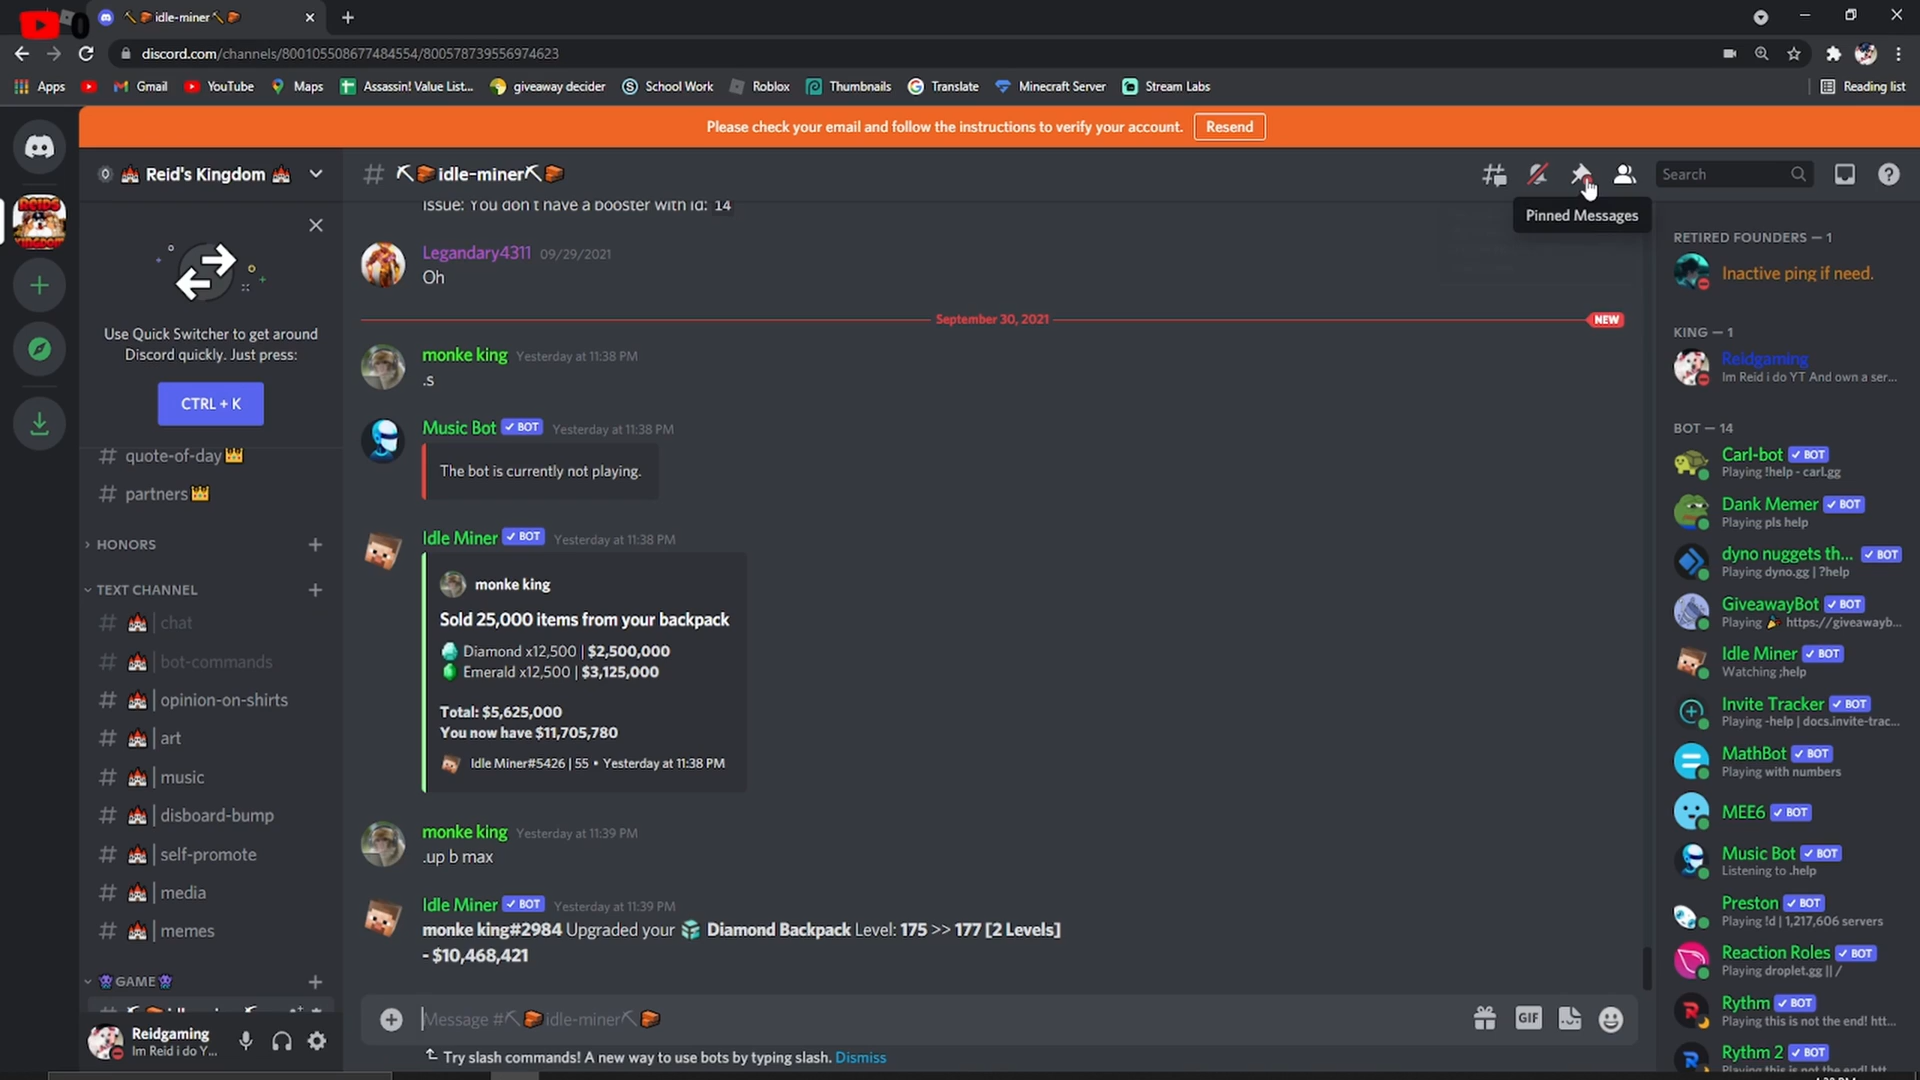 idle-miner
discord.com/channels/800105508677484554/800578739556974623
Apps
Gmail
YouTube
Maps
Assassin! Value List...
giveaway decider
School Work
Roblox
Thumbnails
Translate
Minecraft Server
Stream Labs
Reading list
Please check your email and follow the instructions to verify your account.
Resend
Reid's Kingdom
idle-miner
Search
Pinned Messages
Use Quick Switcher to get around
Discord quickly. Just press:
CTRL + K
# quote-of-day
# partners
HONORS
TEXT CHANNEL
# | chat
# | bot-commands
# | opinion-on-shirts
# | art
# | music
# | disboard-bump
# | self-promote
# | media
# | memes
GAME
Reidgaming
Im Reid i do Y...
Issue: You don't have a booster with id: 14
Legandary4311 09/29/2021
Oh
September 30, 2021
NEW
monke king Yesterday at 11:38 PM
.s
Music Bot BOT Yesterday at 11:38 PM
The bot is currently not playing.
Idle Miner BOT Yesterday at 11:38 PM
monke king
Sold 25,000 items from your backpack
Diamond x12,500 | $2,500,000
Emerald x12,500 | $3,125,000
Total: $5,625,000
You now have $11,705,780
Idle Miner#5426 | 55 • Yesterday at 11:38 PM
monke king Yesterday at 11:39 PM
.up b max
Idle Miner BOT Yesterday at 11:39 PM
monke king#2984 Upgraded your Diamond Backpack Level: 175 >> 177 [2 Levels]
- $10,468,421
Message # idle-miner
GIF
Try slash commands! A new way to use bots by typing slash. Dismiss
RETIRED FOUNDERS — 1
Inactive ping if need.
KING — 1
Reidgaming
Im Reid i do YT And own a ser...
BOT — 14
Carl-bot BOT
Playing !help - carl.gg
Dank Memer BOT
Playing pls help
dyno nuggets th... BOT
Playing dyno.gg | ?help
GiveawayBot BOT
Playing https://giveawayb...
Idle Miner BOT
Watching ;help
Invite Tracker BOT
Playing -help | docs.invite-trac...
MathBot BOT
Playing with numbers
MEE6 BOT
Music Bot BOT
Listening to .help
Preston BOT
Playing !d | 1,217,606 servers
Reaction Roles BOT
Playing droplet.gg || /
Rythm BOT
Playing this is not the end! htt...
Rythm 2 BOT
Playing this is not the end! htt...